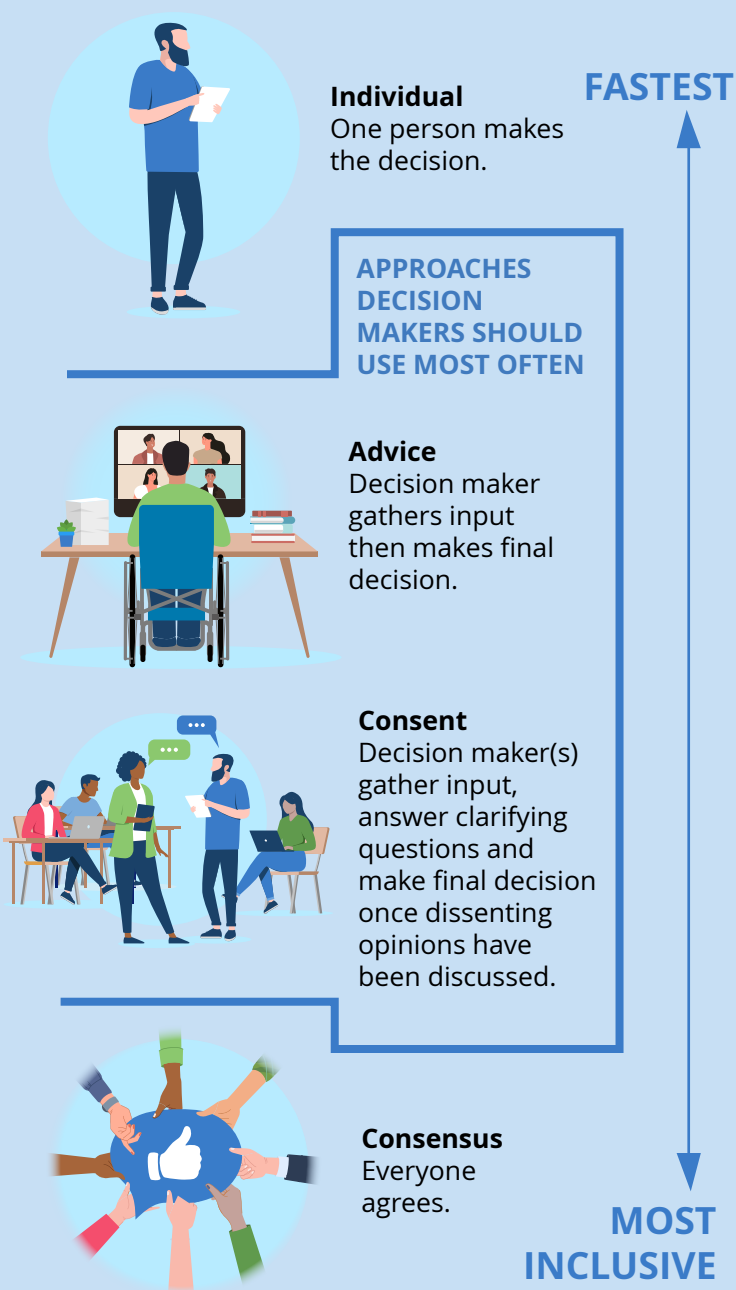 FASTEST
Individual
One person makes
the decision.
APPROACHES
DECISION
MAKERS SHOULD
USE MOST OFTEN
Advice
Decision maker
gathers input
then makes final
decision.
Consent
Decision maker(s)
gather input,
answer clarifying
questions and
make final decision
once dissenting
opinions have
been discussed.
Consensus
Everyone
agrees.
MOST
INCLUSIVE